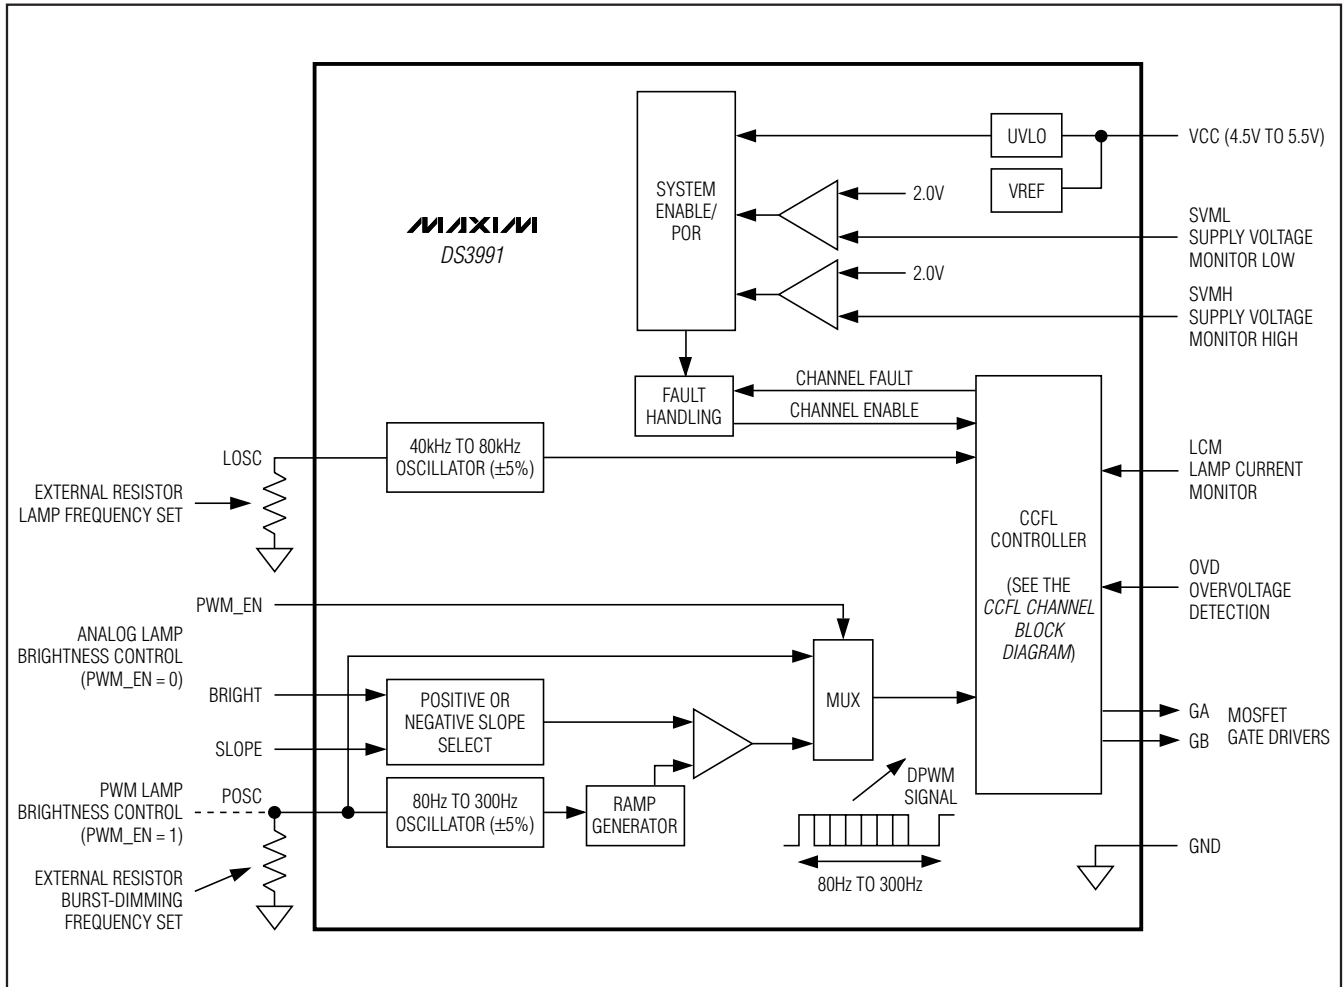 UVLO
VCC (4.5V TO 5.5V)
VREF
SYSTEM
ENABLE/
POR
2.0V
SVML
SUPPLY VOLTAGE
MONITOR LOW
MAXIM
DS3991
2.0V
SVMH
SUPPLY VOLTAGE
MONITOR HIGH
FAULT
HANDLING
CHANNEL FAULT
CHANNEL ENABLE
LOSC
40kHz TO 80kHz
OSCILLATOR (±5%)
EXTERNAL RESISTOR
LAMP FREQUENCY SET
CCFL
CONTROLLER
(SEE THE
CCFL CHANNEL
BLOCK
DIAGRAM)
LCM
LAMP CURRENT
MONITOR
OVD
OVERVOLTAGE
DETECTION
PWM_EN
ANALOG LAMP
BRIGHTNESS CONTROL
(PWM_EN = 0)
BRIGHT
SLOPE
POSITIVE OR
NEGATIVE SLOPE
SELECT
MUX
GA
GB
MOSFET
GATE DRIVERS
PWM LAMP
BRIGHTNESS CONTROL
(PWM_EN = 1)
POSC
80Hz TO 300Hz
OSCILLATOR (±5%)
RAMP
GENERATOR
DPWM
SIGNAL
80Hz TO 300Hz
GND
EXTERNAL RESISTOR
BURST-DIMMING
FREQUENCY SET